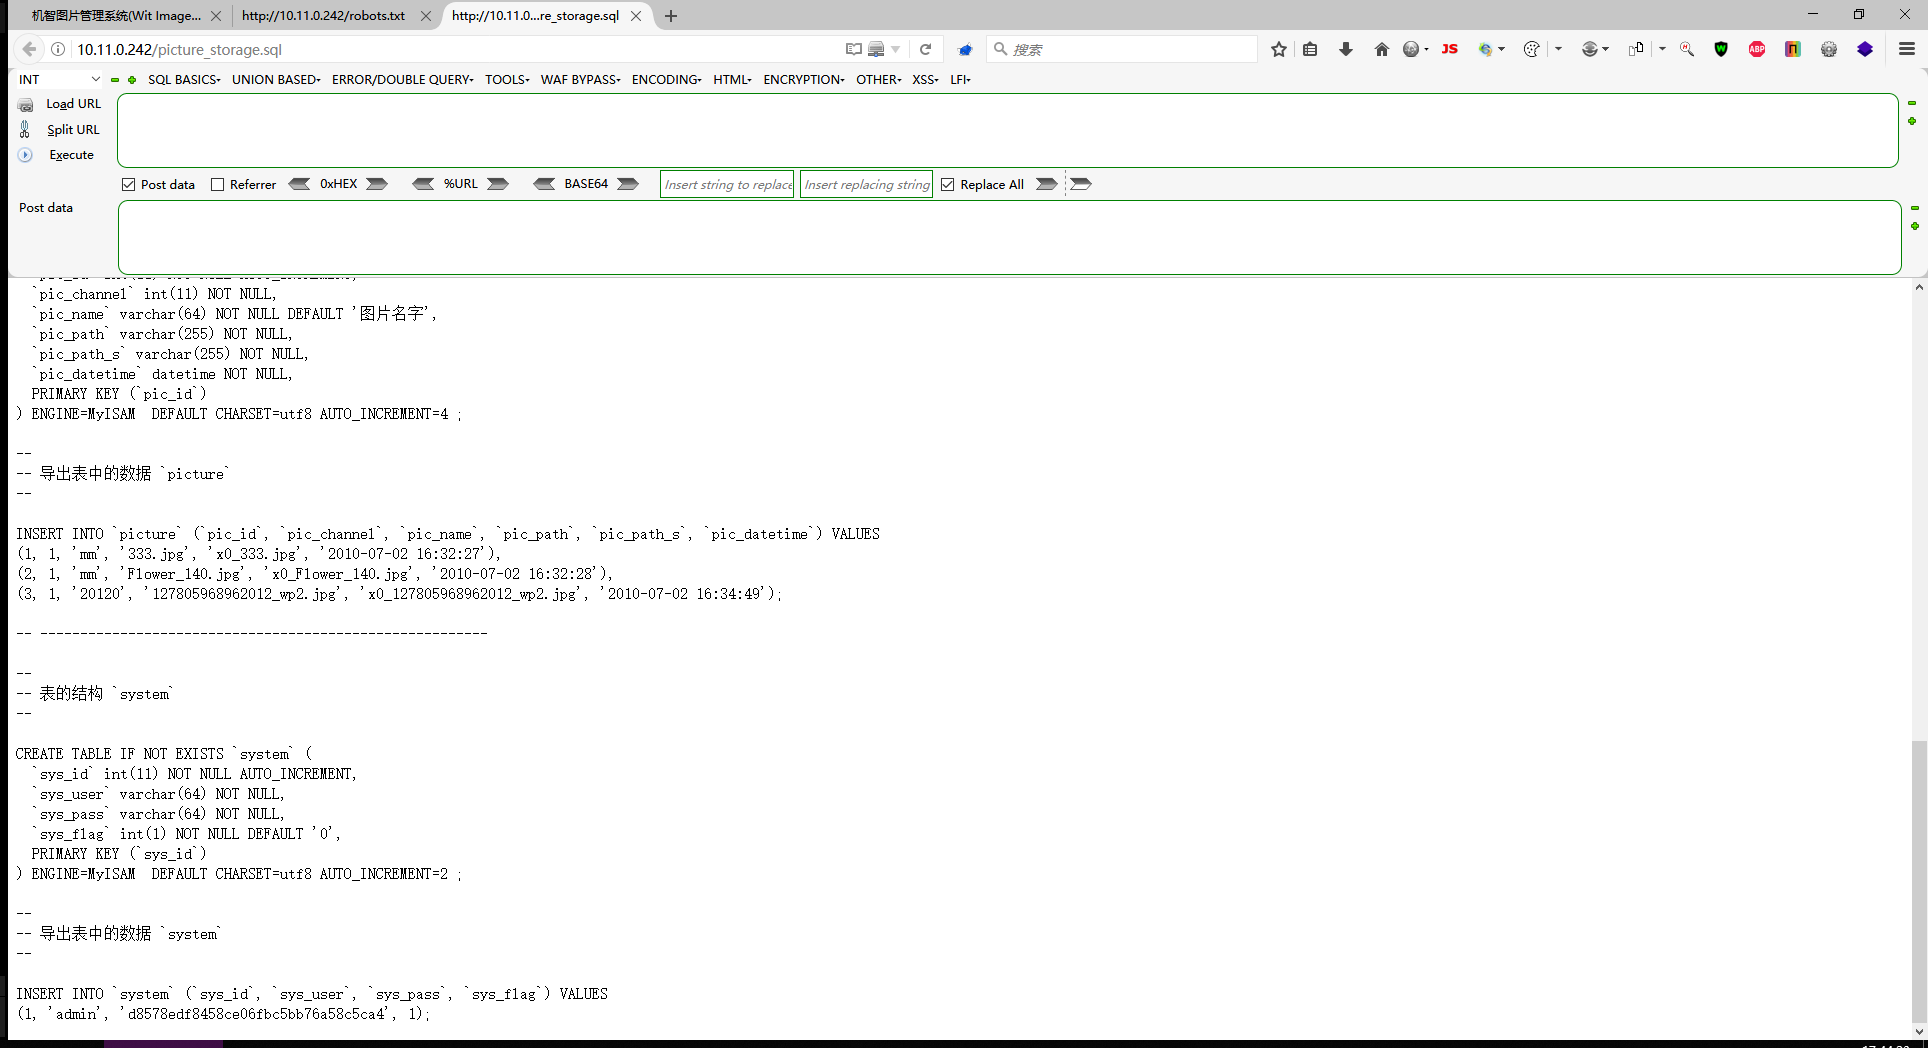 机智图片管理系统(Wit Image...
http://10.11.0.242/robots.txt
http://10.11.0...re_storage.sql
10.11.0.242/picture_storage.sql
搜索
JS
ABP
INT
SQL BASICS
UNION BASED
ERROR/DOUBLE QUERY
TOOLS
WAF BYPASS
ENCODING
HTML
ENCRYPTION
OTHER
XSS
LFI
Load URL
Split URL
Execute
Post data
Referrer
0xHEX
%URL
BASE64
Insert string to replace
Insert replacing string
Replace All
Post data
`pic_channel` int(11) NOT NULL,
`pic_name` varchar(64) NOT NULL DEFAULT '图片名字',
`pic_path` varchar(255) NOT NULL,
`pic_path_s` varchar(255) NOT NULL,
`pic_datetime` datetime NOT NULL,
PRIMARY KEY (`pic_id`)
) ENGINE=MyISAM  DEFAULT CHARSET=utf8 AUTO_INCREMENT=4 ;
--
-- 导出表中的数据 `picture`
--
INSERT INTO `picture` (`pic_id`, `pic_channel`, `pic_name`, `pic_path`, `pic_path_s`, `pic_datetime`) VALUES
(1, 1, 'mm', '333.jpg', 'x0_333.jpg', '2010-07-02 16:32:27'),
(2, 1, 'mm', 'Flower_140.jpg', 'x0_Flower_140.jpg', '2010-07-02 16:32:28'),
(3, 1, '20120', '127805968962012_wp2.jpg', 'x0_127805968962012_wp2.jpg', '2010-07-02 16:34:49');
-- --------------------------------------------------------
--
-- 表的结构 `system`
--
CREATE TABLE IF NOT EXISTS `system` (
`sys_id` int(11) NOT NULL AUTO_INCREMENT,
`sys_user` varchar(64) NOT NULL,
`sys_pass` varchar(64) NOT NULL,
`sys_flag` int(1) NOT NULL DEFAULT '0',
PRIMARY KEY (`sys_id`)
) ENGINE=MyISAM  DEFAULT CHARSET=utf8 AUTO_INCREMENT=2 ;
--
-- 导出表中的数据 `system`
--
INSERT INTO `system` (`sys_id`, `sys_user`, `sys_pass`, `sys_flag`) VALUES
(1, 'admin', 'd8578edf8458ce06fbc5bb76a58c5ca4', 1);